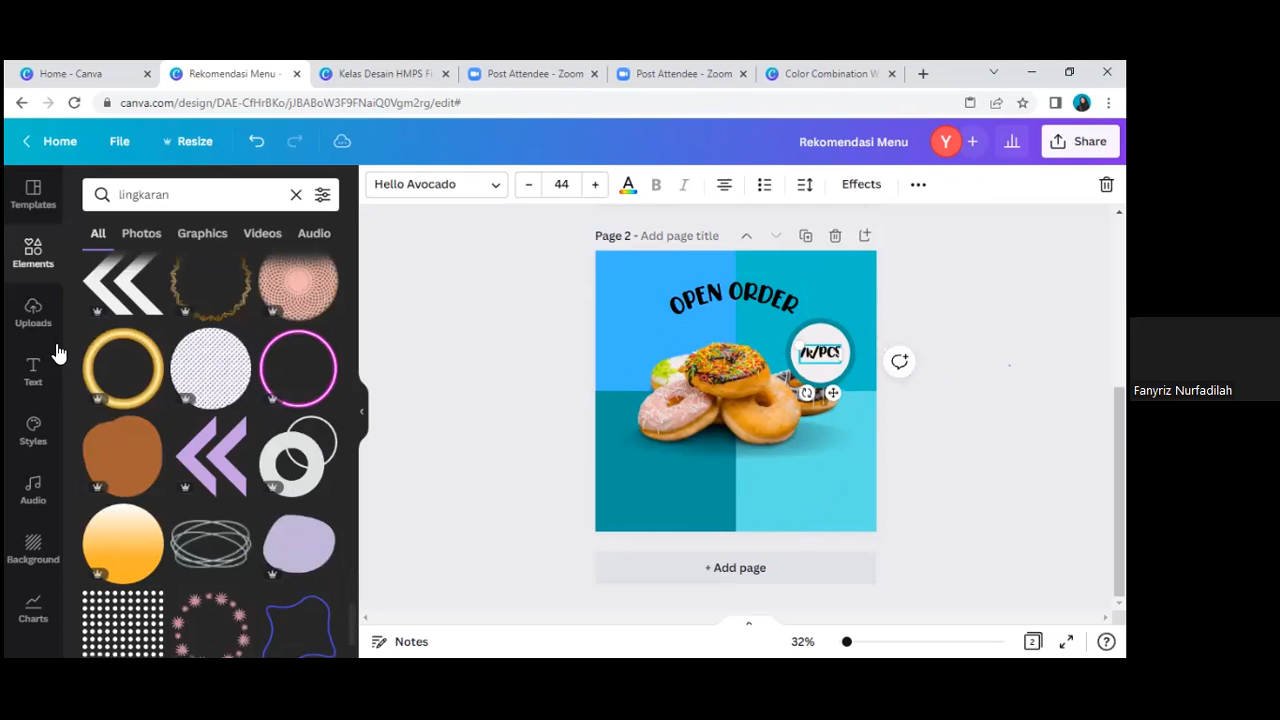 Home - Canva
Rekomendasi Menu -
Kelas Desain HMPS Fi
Post Attendee - Zoom
Post Attendee - Zoom
Color Combination W
canva.com/design/DAE-CfHrBKo/jJBABoW3F9FNaiQ0Vgm2rg/edit#
Home
File
Resize
Rekomendasi Menu
Y
Share
Templates
Elements
Uploads
Text
Styles
Audio
Background
Charts
lingkaran
All
Photos
Graphics
Videos
Audio
Hello Avocado
44
A
B
I
Effects
Page 2 - Add page title
OPEN ORDER
/PCS
+ Add page
Notes
32%
2
Fanyriz Nurfadilah